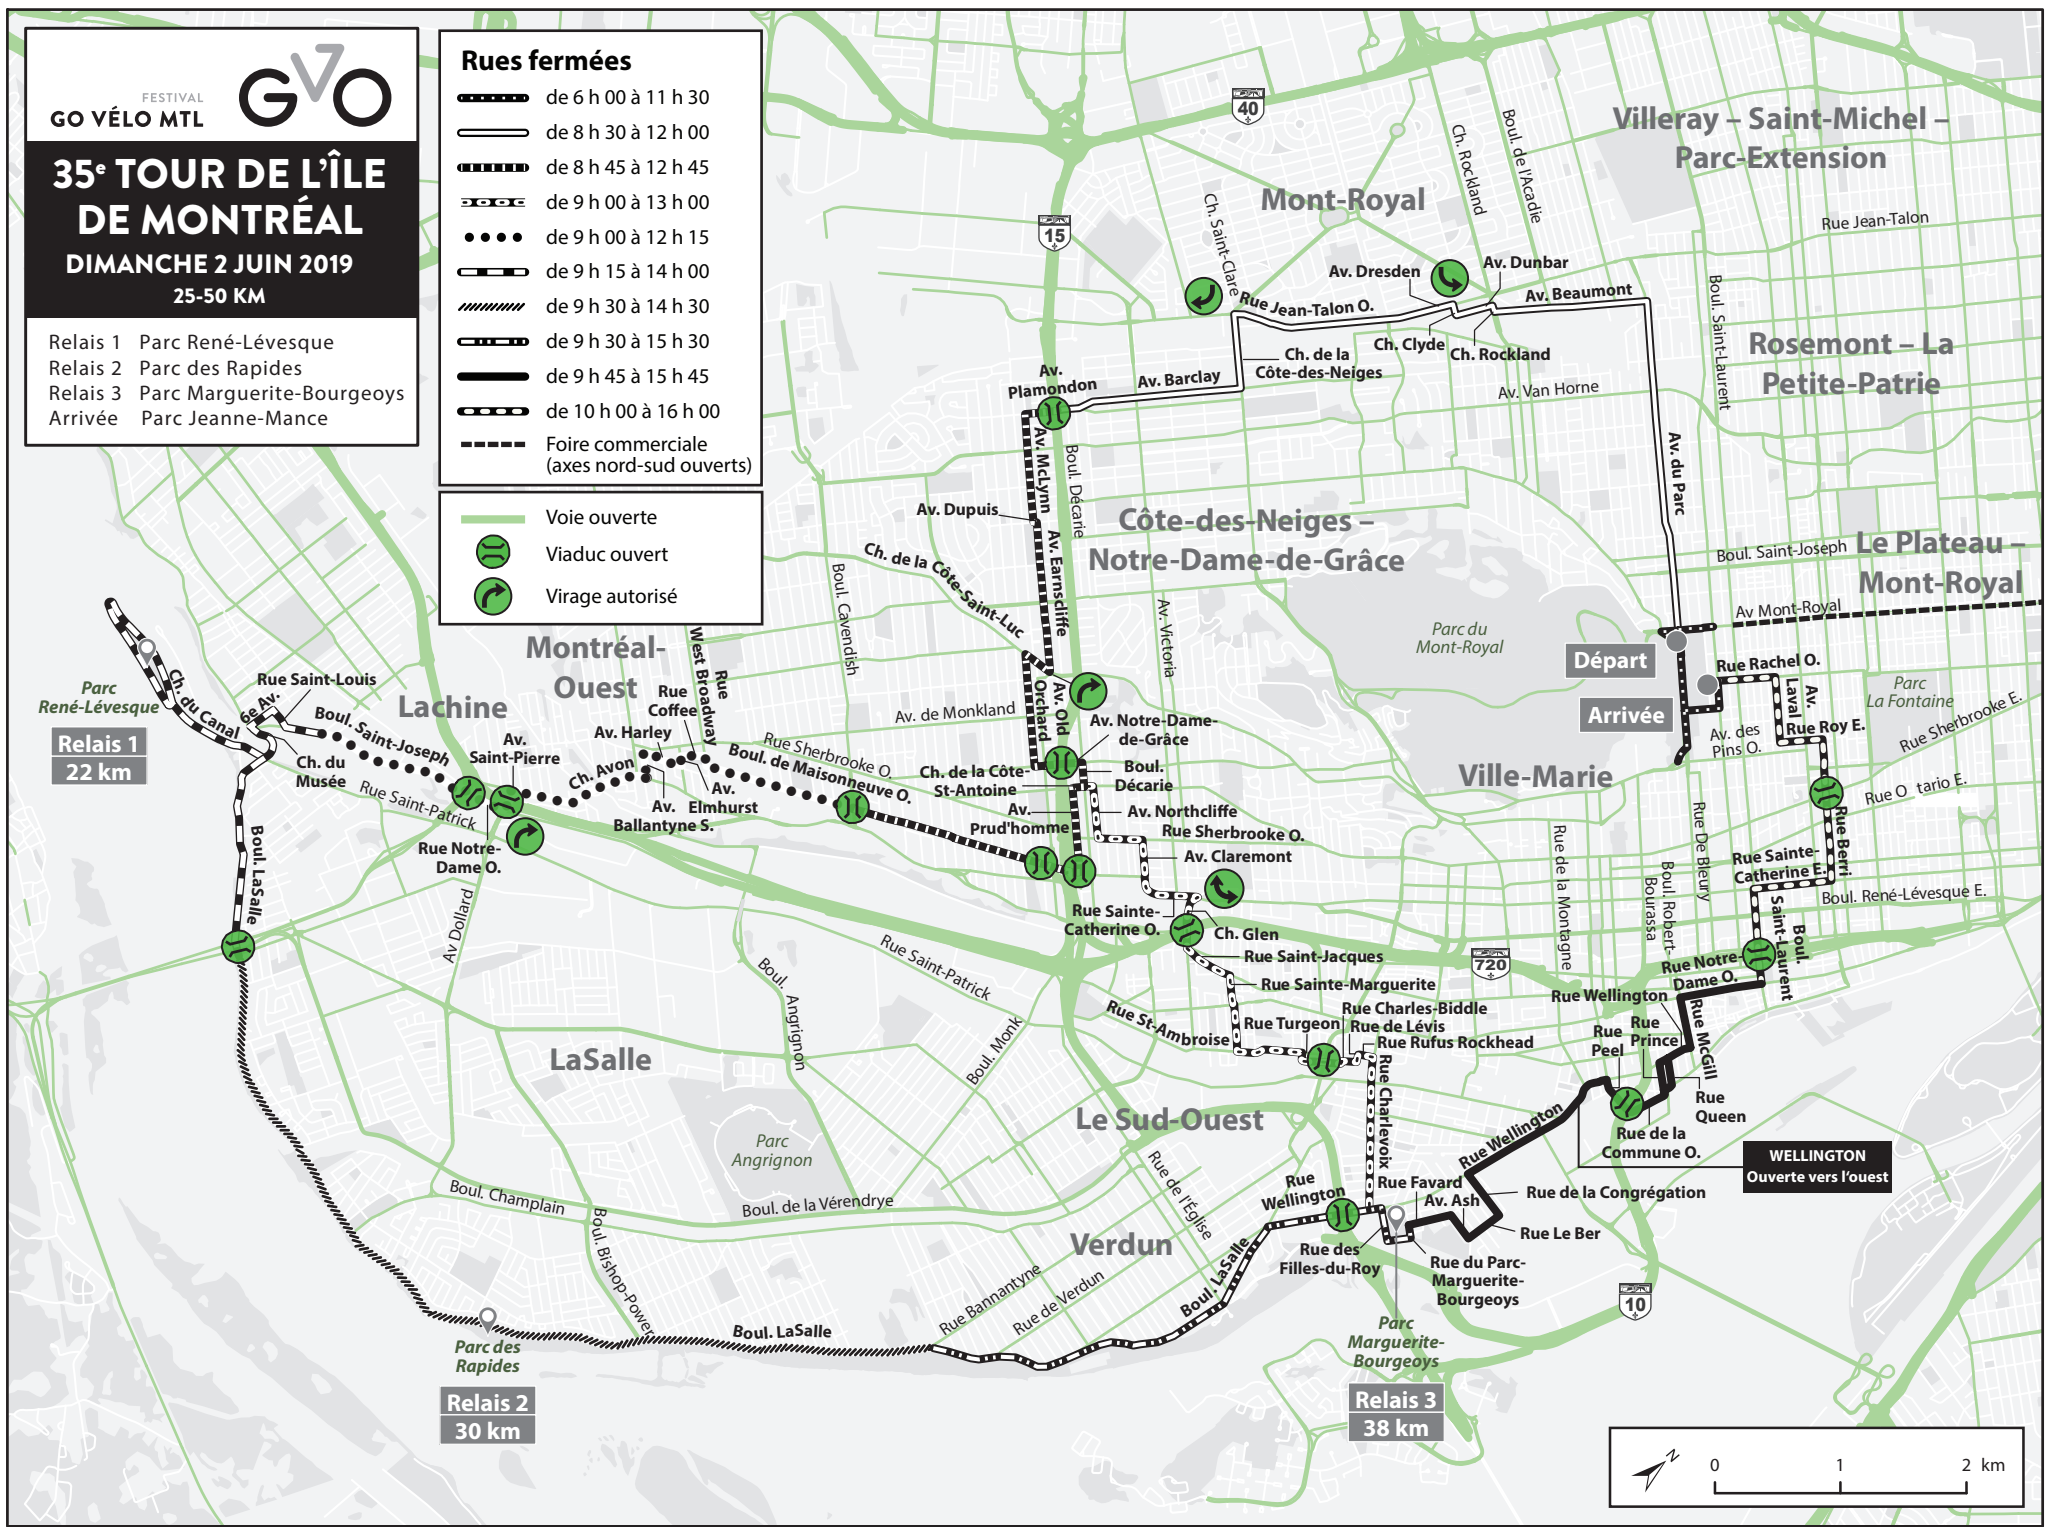 FESTIVAL
GO VÉLO MTL
GVO
35e TOUR DE L'ÎLE
DE MONTRÉAL
DIMANCHE 2 JUIN 2019
25-50 KM
Relais 1 Parc René-Lévesque
Relais 2 Parc des Rapides
Relais 3 Parc Marguerite-Bourgeoys
Arrivée Parc Jeanne-Mance
Rues fermées
de 6 h 00 à 11 h 30
de 8 h 30 à 12 h 00
de 8 h 45 à 12 h 45
de 9 h 00 à 13 h 00
de 9 h 00 à 12 h 15
de 9 h 15 à 14 h 00
de 9 h 30 à 14 h 30
de 9 h 30 à 15 h 30
de 9 h 45 à 15 h 45
de 10 h 00 à 16 h 00
Foire commerciale
(axes nord-sud ouverts)
Voie ouverte
Viaduc ouvert
Virage autorisé
40
15
Villeray – Saint-Michel –
Parc-Extension
Mont-Royal
Ch. Rockland
Boul. de l'Acadie
Ch. Saint-Clare
Rue Jean-Talon
Av. Dresden
Av. Dunbar
Rue Jean-Talon O.
Av. Beaumont
Boul. Saint-Laurent
Ch. Clyde
Ch. Rockland
Ch. de la
Côte-des-Neiges
Rosemont – La
Petite-Patrie
Av.
Plamondon
Av. Barclay
Av. Van Horne
Av. McLynn
Boul. Décarie
Av. du Parc
Av. Dupuis
Côte-des-Neiges –
Notre-Dame-de-Grâce
Ch. de la Côte-Saint-Luc
Av. Earnscliffe
Boul. Saint-Joseph
Le Plateau –
Mont-Royal
Boul. Cavendish
Av. Victoria
Av Mont-Royal
Parc du
Mont-Royal
Départ
Rue Rachel O.
Arrivée
Av.
Laval
Parc
La Fontaine
Rue Roy E.
Av. des
Pins O.
Rue Sherbrooke E.
Montréal-
Ouest
Rue
West Broadway
Rue
Coffee
Parc
René-Lévesque
Relais 1
22 km
Ch. du Canal
6e Av.
Rue Saint-Louis
Lachine
Boul. Saint-Joseph
Ch. du
Musée
Rue Saint-Patrick
Av.
Saint-Pierre
Av. Harley
Ch. Avon
Av.
Elmhurst
Av.
Ballantyne S.
Rue Sherbrooke O.
Boul. de Maisonneuve O.
Av. de Monkland
Orchard
Av. Old
Av. Notre-Dame-
de-Grâce
Ch. de la Côte-
St-Antoine
Boul.
Décarie
Av.
Prud'homme
Av. Northcliffe
Rue Sherbrooke O.
Av. Claremont
Ville-Marie
Rue Notre-
Dame O.
Boul. LaSalle
Av Dollard
Rue Sainte-
Catherine O.
Ch. Glen
Rue Saint-Jacques
Rue Sainte-Marguerite
Rue O tario E.
Rue Berri
Rue De Bleury
Rue Sainte-
Catherine E.
Boul. René-Lévesque E.
Rue de la Montagne
Boul. Robert-
Bourassa
Boul.
Saint-Laurent
720
Rue Notre-
Dame O.
Rue Saint-Patrick
Boul. Angrignon
Boul. Monk
Rue St-Ambroise
Rue Turgeon
Rue Charles-Biddle
Rue de Lévis
Rue Rufus Rockhead
Rue Wellington
Rue
Peel
Rue
Prince
Rue McGill
Rue
Queen
Rue de la
Commune O.
LaSalle
Le Sud-Ouest
Rue Charlevoix
Rue Wellington
WELLINGTON
Ouverte vers l'ouest
Parc
Angrignon
Boul. Champlain
Boul. de la Vérendrye
Rue de l'Église
Rue
Wellington
Rue Favard
Av. Ash
Rue de la Congrégation
Rue Le Ber
Verdun
Boul. Bishop-Power
Rue des
Filles-du-Roy
Rue du Parc-
Marguerite-
Bourgeoys
Boul. LaSalle
Rue Bannantyne
Rue de Verdun
10
Boul. LaSalle
Parc des
Rapides
Relais 2
30 km
Parc
Marguerite-
Bourgeoys
Relais 3
38 km
N
0 1 2 km